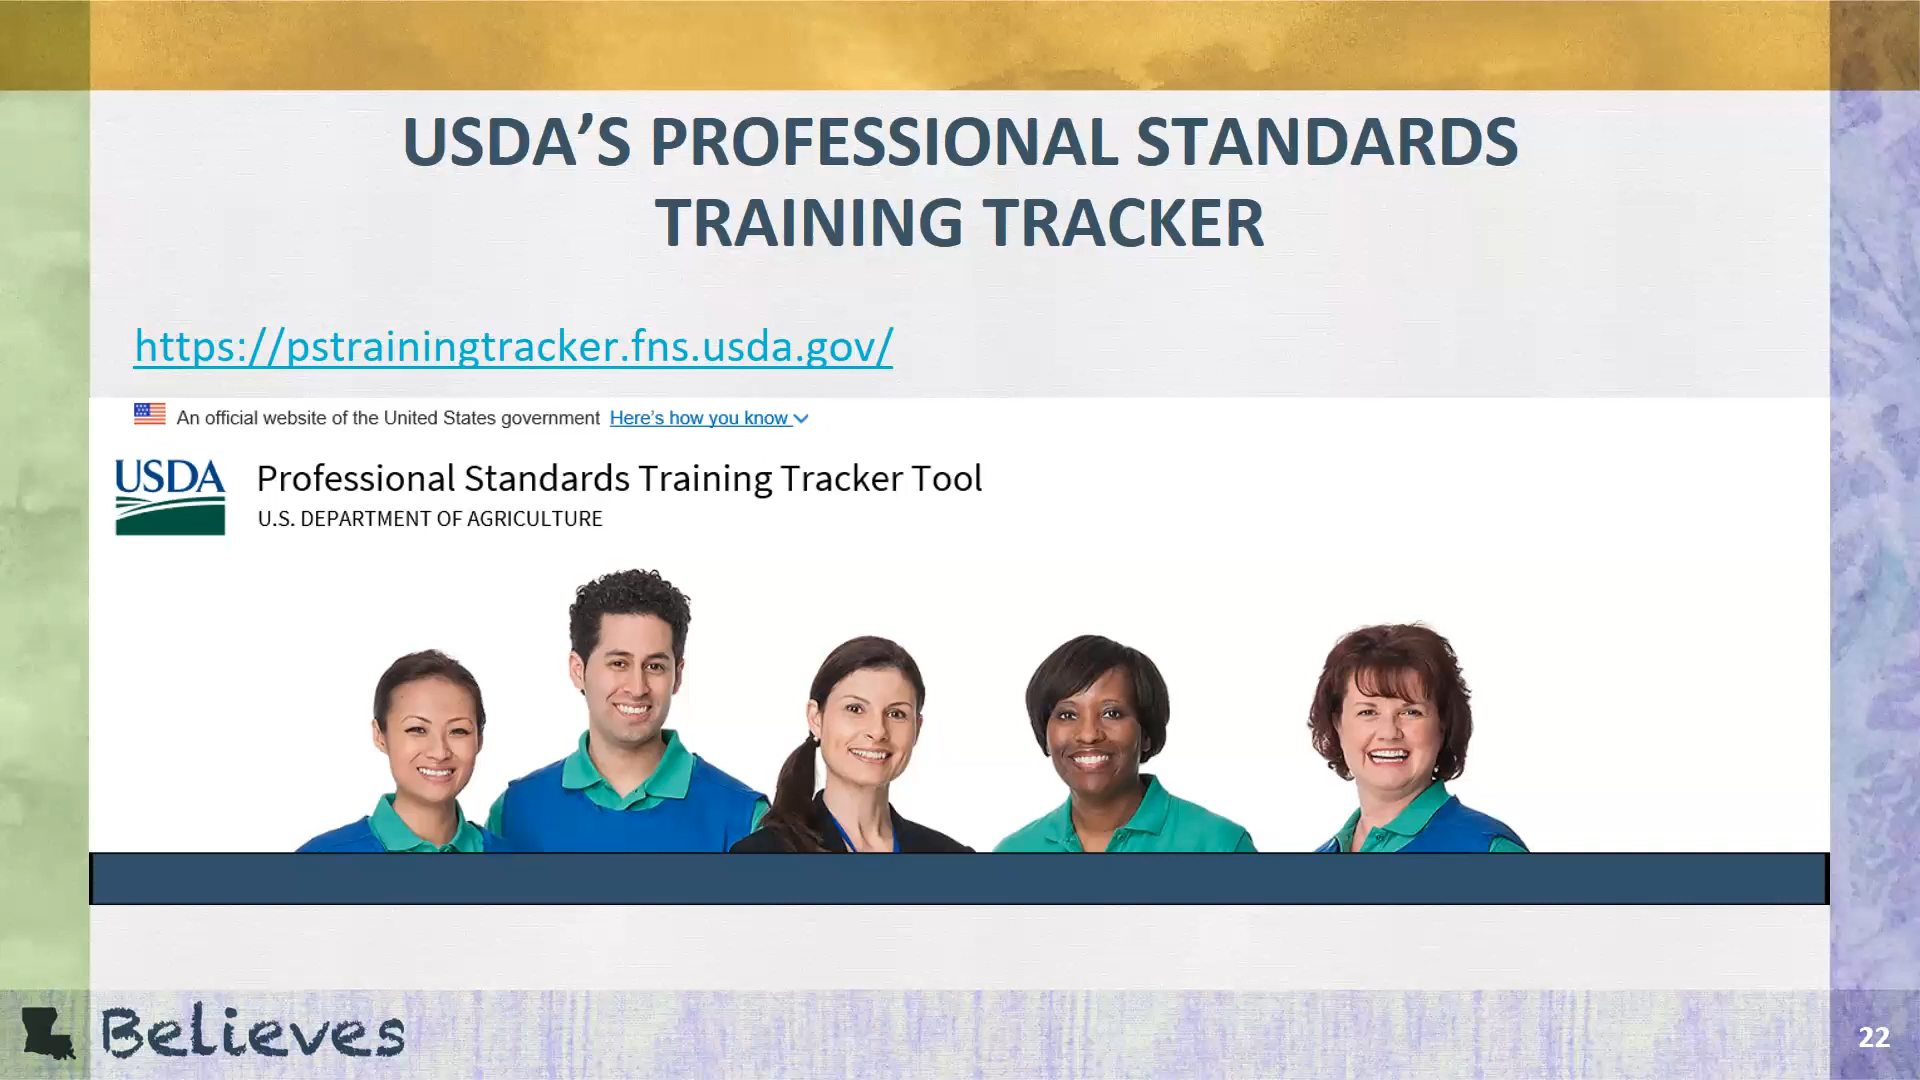 USDA’S PROFESSIONAL STANDARDS
TRAINING TRACKER
https://pstrainingtracker.fns.usda.gov/
An official website of the United States government Here’s how you know
USDA
Professional Standards Training Tracker Tool
U.S. DEPARTMENT OF AGRICULTURE
Believes
22